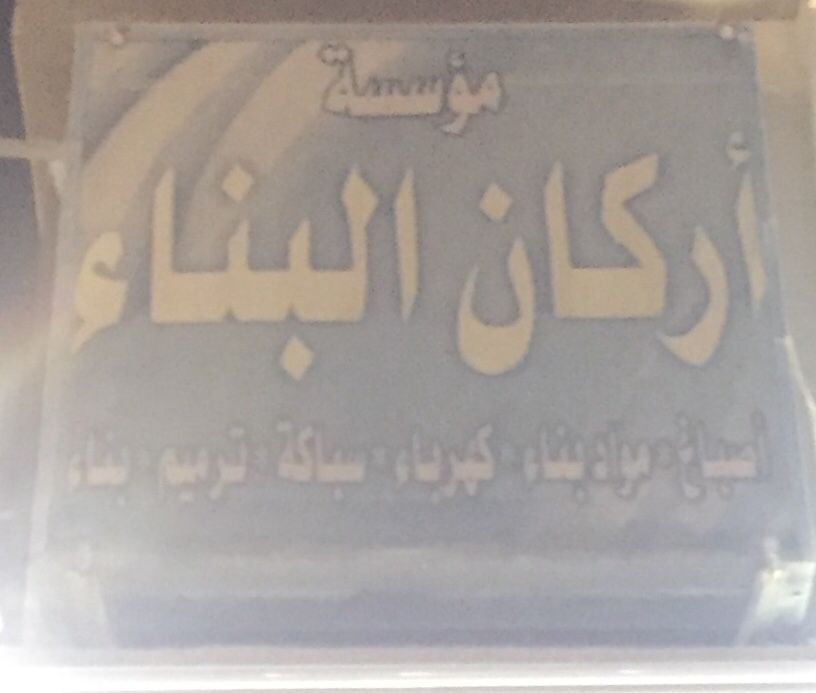 مؤسسة
أركان البناء
أصباغ • مواد بناء • كهرباء • سباكة • ترميم • بناء